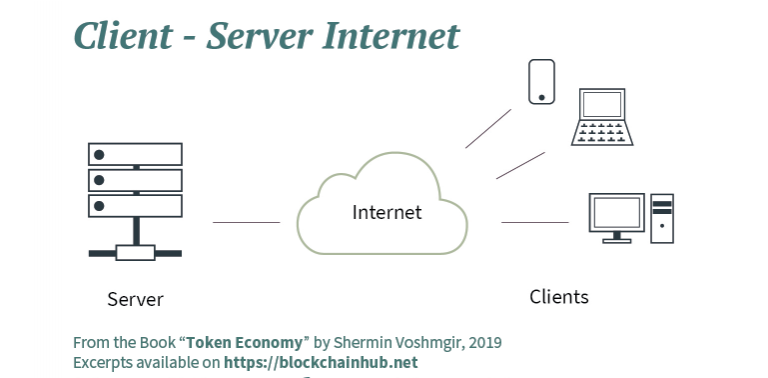 Client - Server Internet
Internet
Server
Clients
From the Book “Token Economy” by Shermin Voshmgir, 2019
Excerpts available on https://blockchainhub.net